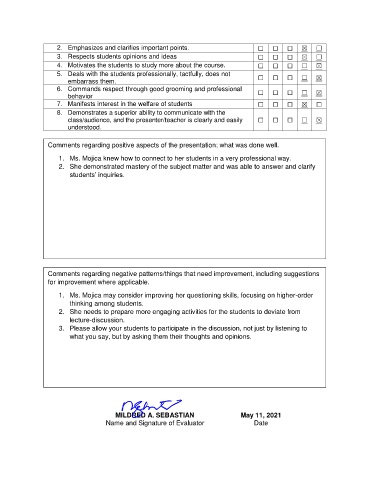 2. Emphasizes and clarifies important points. ☐ ☐ ☐ ☒ ☐
3. Respects students opinions and ideas ☐ ☐ ☐ ☒ ☐
4. Motivates the students to study more about the course. ☐ ☐ ☐ ☐ ☒
5. Deals with the students professionally, tactfully, does not
embarrass them. ☐ ☐ ☐ ☐ ☒
6. Commands respect through good grooming and professional
behavior ☐ ☐ ☐ ☐ ☒
7. Manifests interest in the welfare of students ☐ ☐ ☐ ☒ ☐
8. Demonstrates a superior ability to communicate with the
class/audience, and the presenter/teacher is clearly and easily
understood. ☐ ☐ ☐ ☐ ☒
Comments regarding positive aspects of the presentation; what was done well.
1. Ms. Mojica knew how to connect to her students in a very professional way.
2. She demonstrated mastery of the subject matter and was able to answer and clarify
students' inquiries.
Comments regarding negative patterns/things that need improvement, including suggestions
for improvement where applicable.
1. Ms. Mojica may consider improving her questioning skills, focusing on higher-order
thinking among students.
2. She needs to prepare more engaging activities for the students to deviate from
lecture-discussion.
3. Please allow your students to participate in the discussion, not just by listening to
what you say, but by asking them their thoughts and opinions.
MILDRED A. SEBASTIAN May 11, 2021
Name and Signature of Evaluator Date